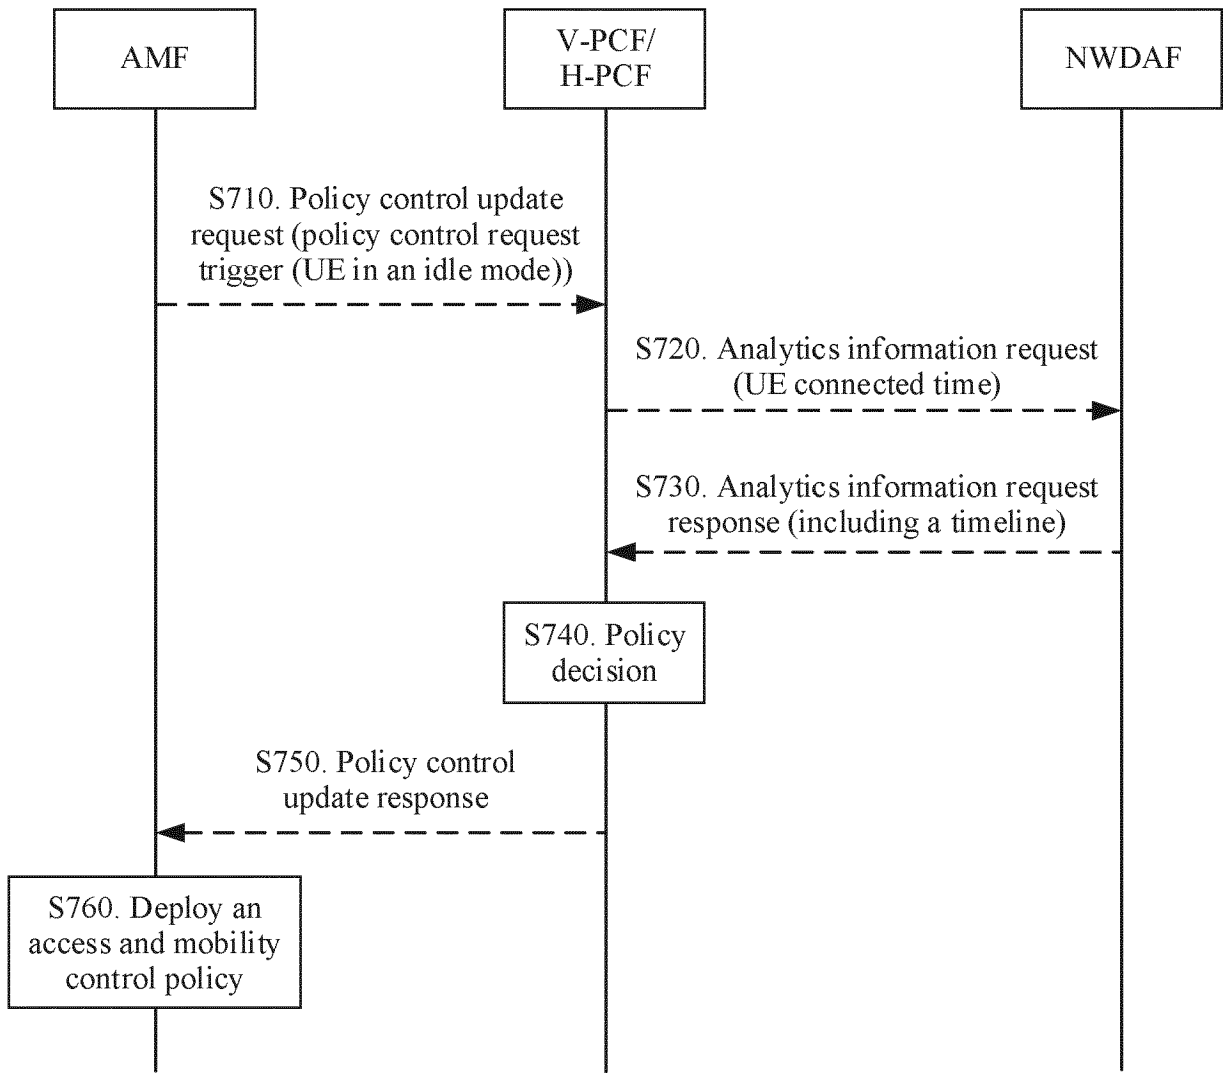 AMF
V-PCF/
H-PCF
NWDAF
S710. Policy control update
request (policy control request
trigger (UE in an idle mode))
S720. Analytics information request
(UE connected time)
S730. Analytics information request
response (including a timeline)
S740. Policy
decision
S750. Policy control
update response
S760. Deploy an
access and mobility
control policy